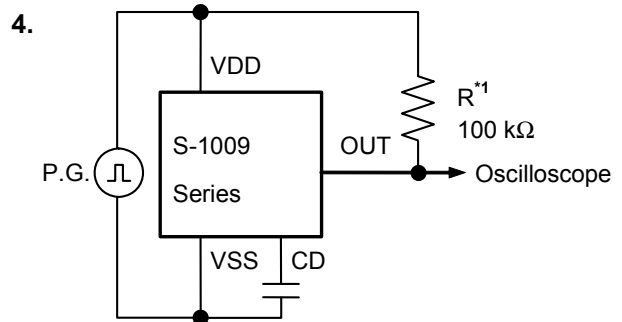 4.
VDD
R*1
100 kΩ
S-1009
Series
OUT
P.G.
Oscilloscope
VSS
CD